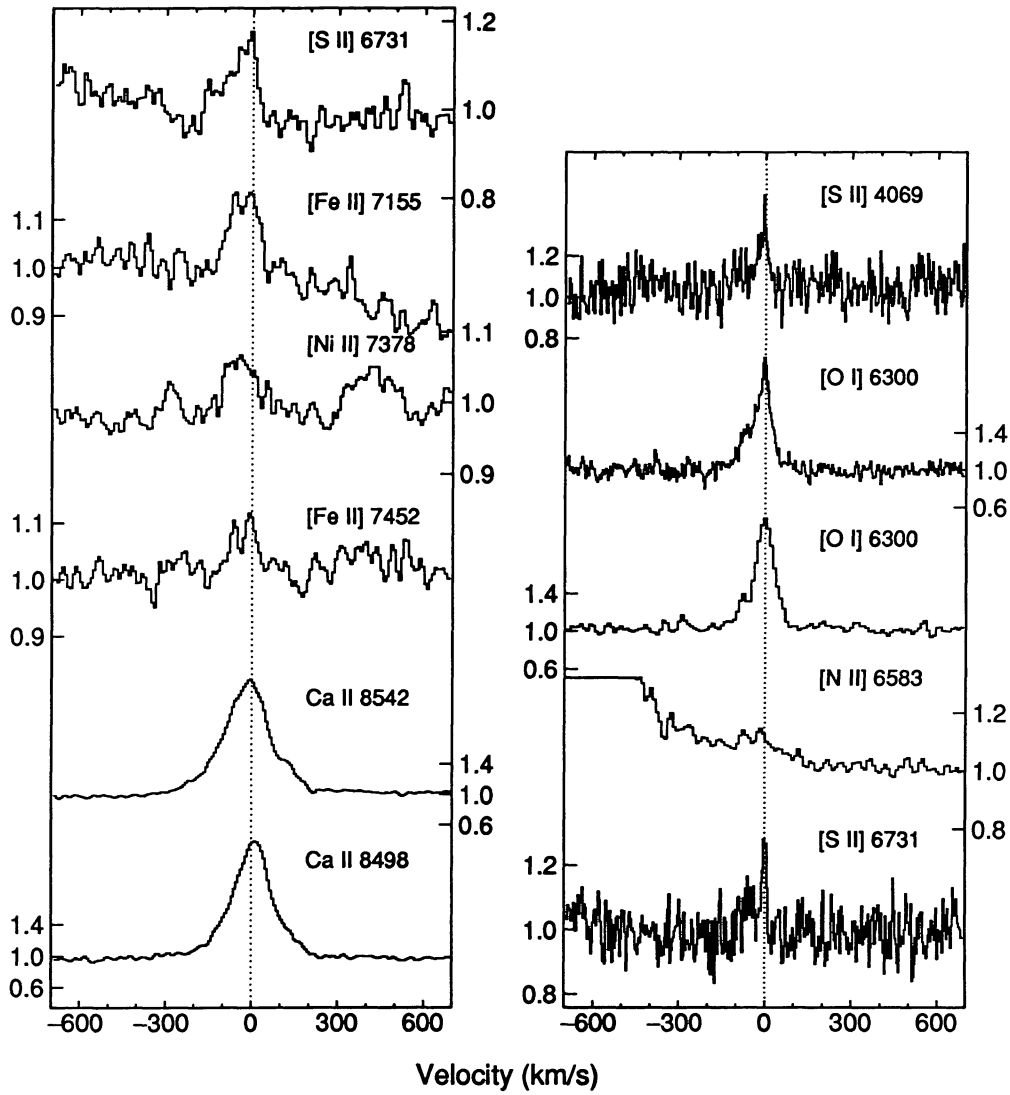 [S II] 6731
1.2
1.0
0.8
[Fe II] 7155
1.1
1.0
0.9
[Ni II] 7378
1.1
1.0
0.9
[Fe II] 7452
1.1
1.0
0.9
Ca II 8542
1.4
1.0
0.6
Ca II 8498
1.4
1.0
0.6
−600 −300 0 300 600
[S II] 4069
1.2
1.0
0.8
[O I] 6300
1.4
1.0
0.6
[O I] 6300
1.4
1.0
0.6
[N II] 6583
1.2
1.0
0.8
[S II] 6731
1.2
1.0
0.8
−600 −300 0 300 600
Velocity (km/s)